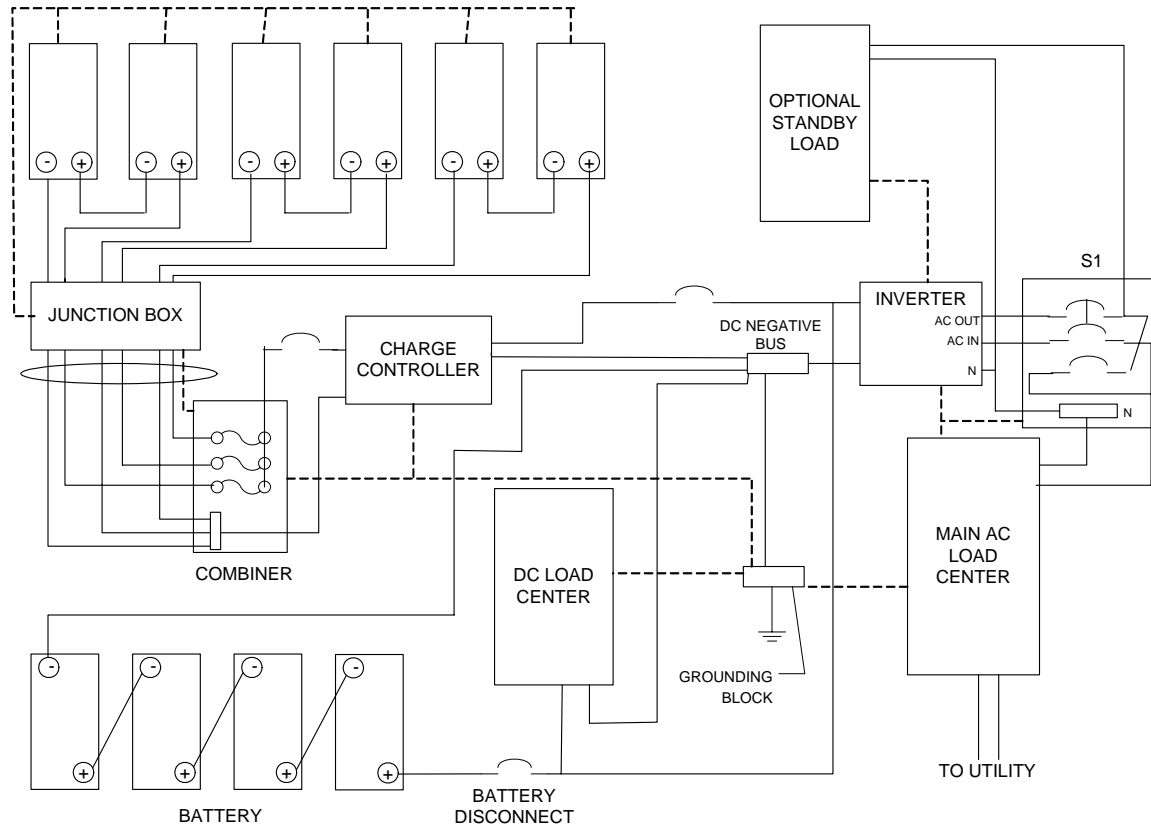 - + - + - + - + - + - +
OPTIONAL
STANDBY
LOAD
S1
JUNCTION BOX
CHARGE
CONTROLLER
DC NEGATIVE
BUS
INVERTER
AC OUT
AC IN
N
N
COMBINER
DC LOAD
CENTER
MAIN AC
LOAD
CENTER
GROUNDING
BLOCK
- - - -
+ + + +
BATTERY
BATTERY
DISCONNECT
TO UTILITY